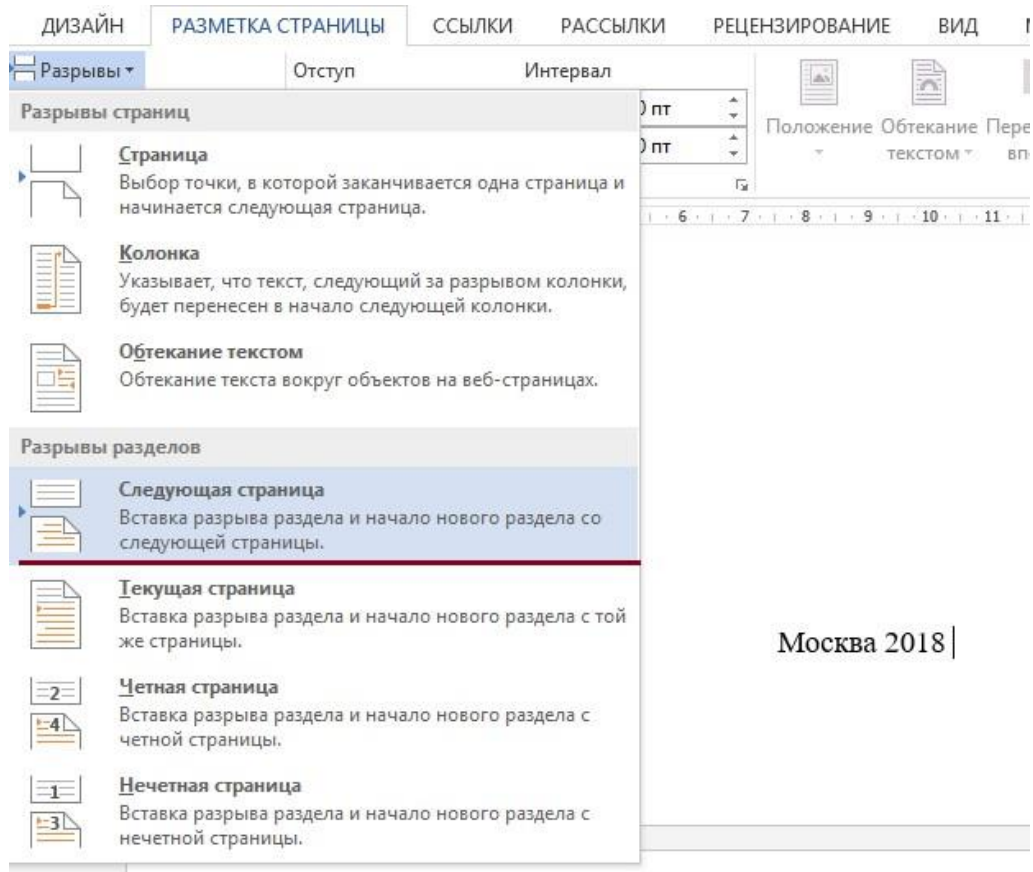 ДИЗАЙН РАЗМЕТКА СТРАНИЦЫ ССЫЛКИ РАССЫЛКИ РЕЦЕНЗИРОВАНИЕ ВИД
Разрывы Отступ Интервал
Разрывы страниц
пт
пт
Положение Обтекание
текстом
Страница
Выбор точки, в которой заканчивается одна страница и
начинается следующая страница.
6 7 8 9 10 11
Колонка
Указывает, что текст, следующий за разрывом колонки,
будет перенесен в начало следующей колонки.
Обтекание текстом
Обтекание текста вокруг объектов на веб-страницах.
Разрывы разделов
Следующая страница
Вставка разрыва раздела и начало нового раздела со
следующей страницы.
Текущая страница
Вставка разрыва раздела и начало нового раздела с той
же страницы.
Москва 2018
2
4
Четная страница
Вставка разрыва раздела и начало нового раздела с
четной страницы.
1
3
Нечетная страница
Вставка разрыва раздела и начало нового раздела с
нечетной страницы.